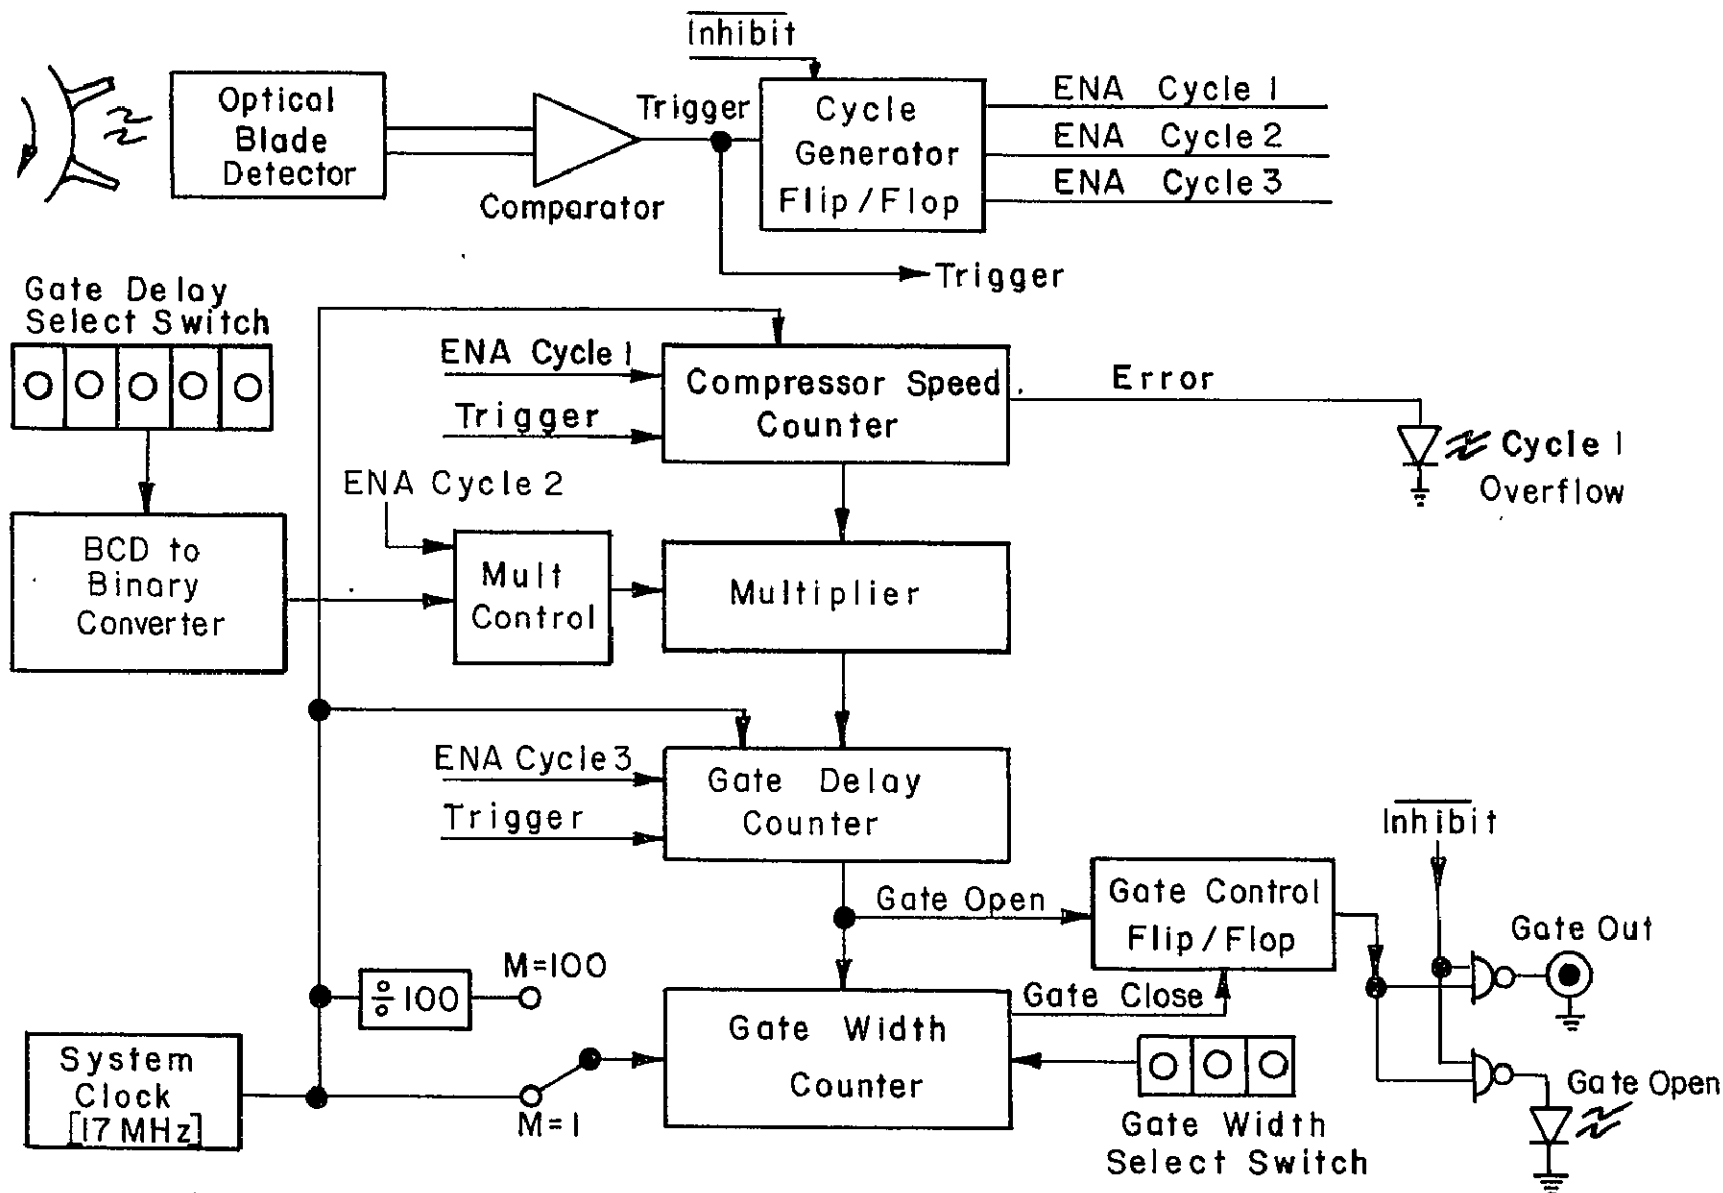 Inhibit
Optical
Blade
Detector
Comparator
Trigger
Cycle
Generator
Flip/Flop
ENA Cycle 1
ENA Cycle 2
ENA Cycle 3
Trigger
Gate Delay
Select Switch
ENA Cycle 1
Trigger
Compressor Speed
Counter
Error
Cycle 1
Overflow
ENA Cycle 2
BCD to
Binary
Converter
Mult
Control
Multiplier
ENA Cycle 3
Trigger
Gate Delay
Counter
Inhibit
Gate Open
Gate Control
Flip/Flop
Gate Out
÷100
M=100
Gate Close
Gate Width
Counter
System
Clock
[17 MHz]
M=1
Gate Width
Select Switch
Gate Open